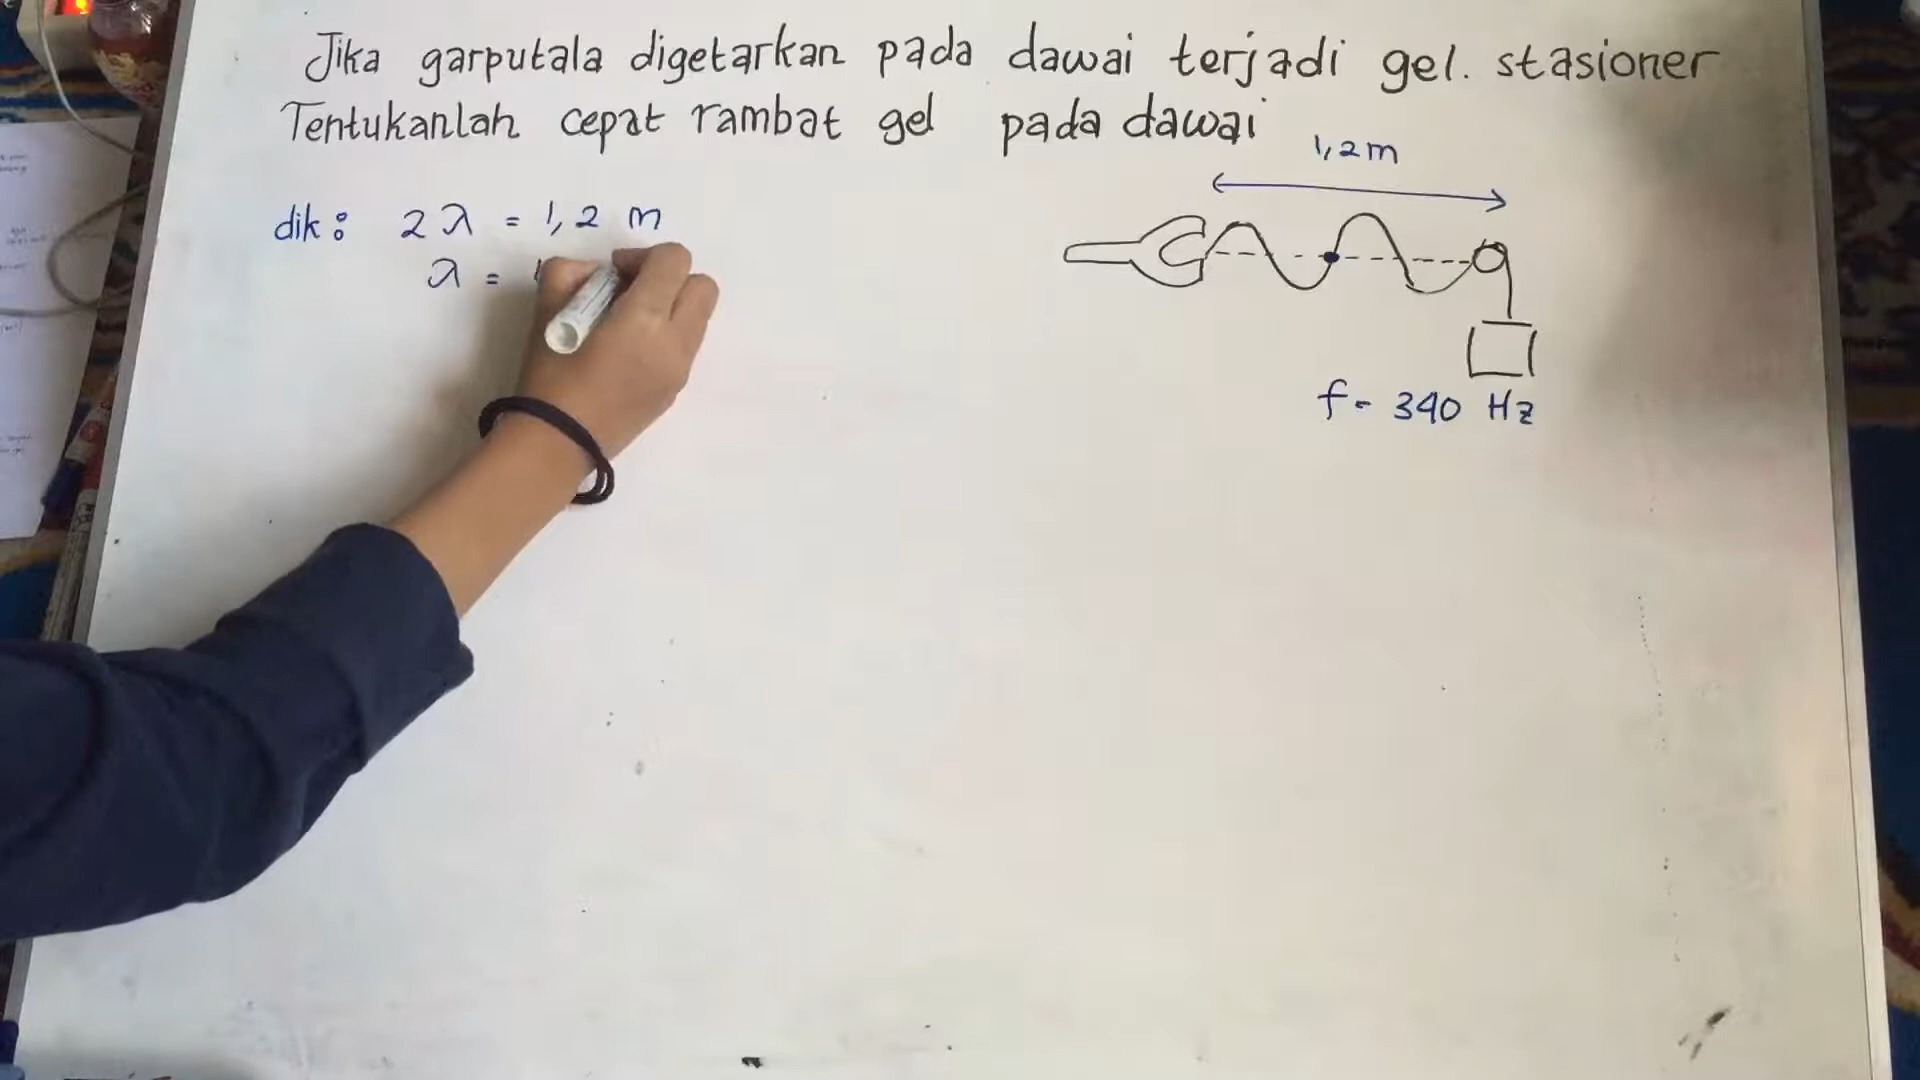 Jika garputala digetarkan pada dawai terjadi gel. stasioner
Tentukanlah cepat rambat gel pada dawai
1,2 m
dik : 2 λ = 1,2 m
λ =
f = 340 Hz